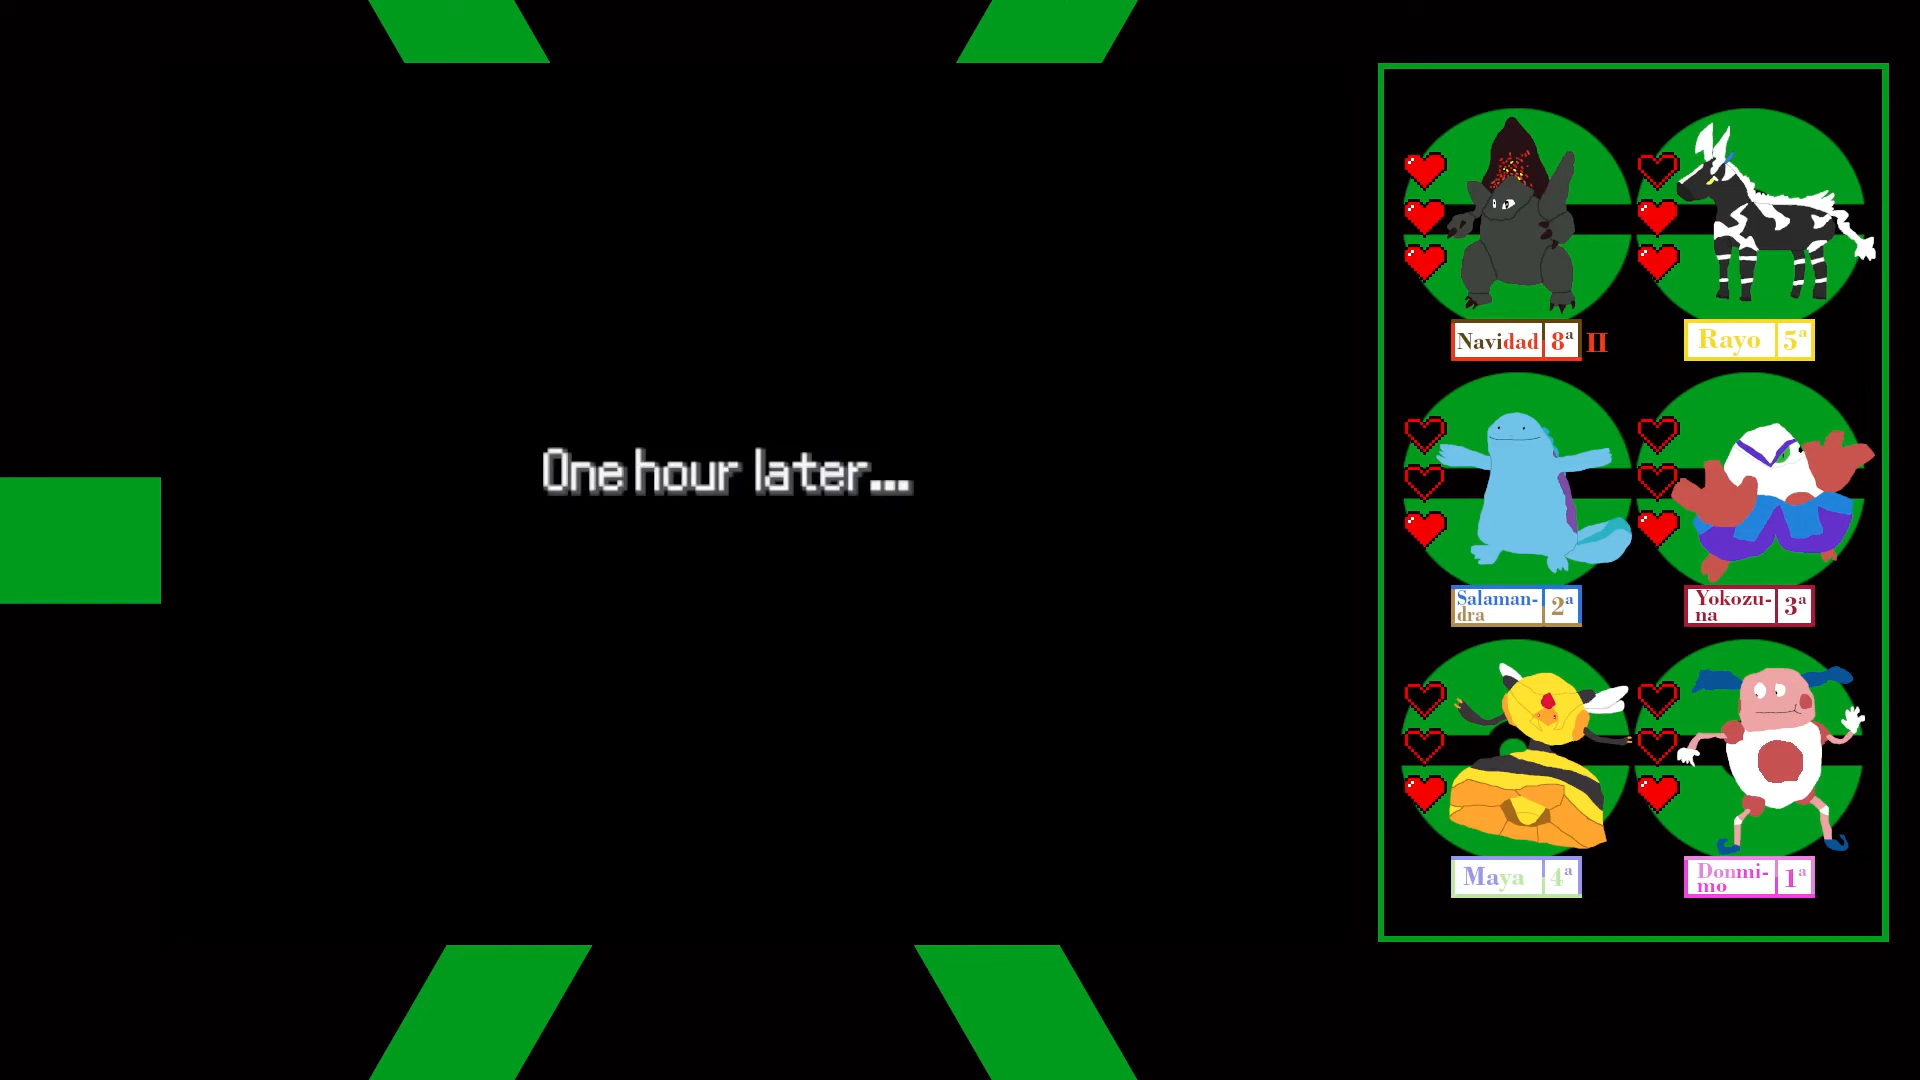 One hour later...
Navidad 8ª II
Rayo 5ª
Salaman-
dra 2ª
Yokozu-
na 3ª
Maya 4ª
Donmi-
mo 1ª